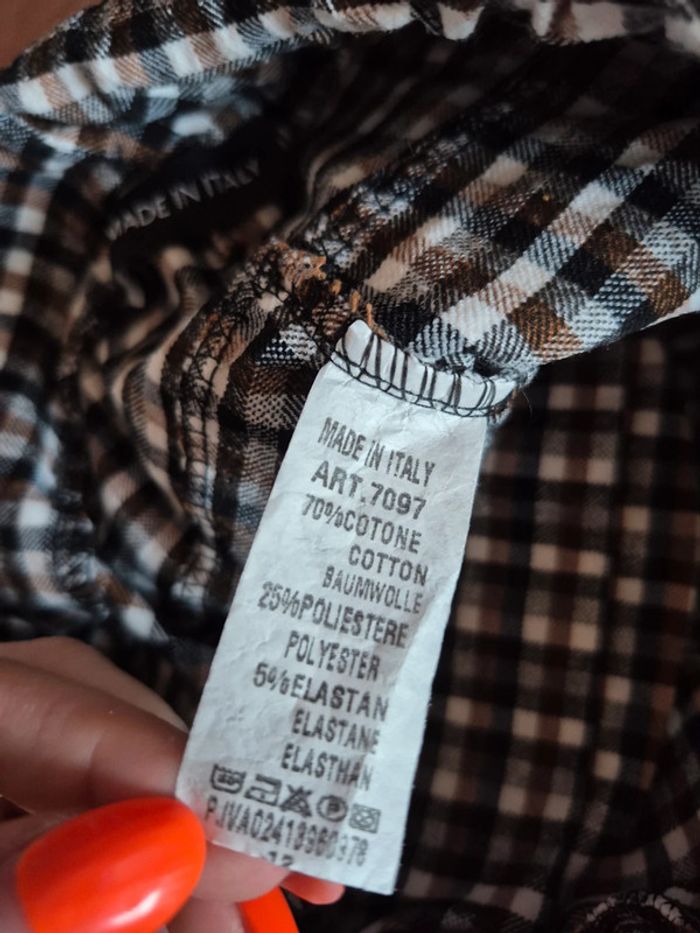 MADE IN ITALY
MADE IN ITALY
ART.7097
70%COTONE
COTTON
BAUMWOLLE
25%POLIESTERE
POLYESTER
5%ELASTAN
ELASTANE
ELASTHAN